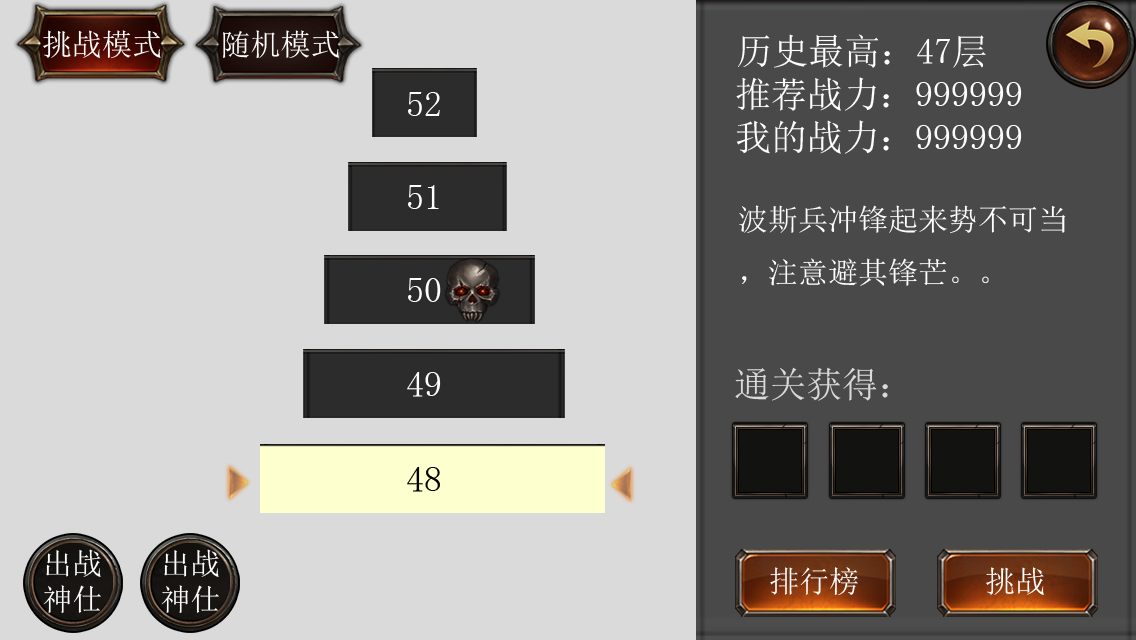 挑战模式
随机模式
52
51
50
49
48
出战
神仕
出战
神仕
历史最高：47层
推荐战力：999999
我的战力：999999
波斯兵冲锋起来势不可当
，注意避其锋芒。。
通关获得：
排行榜
挑战